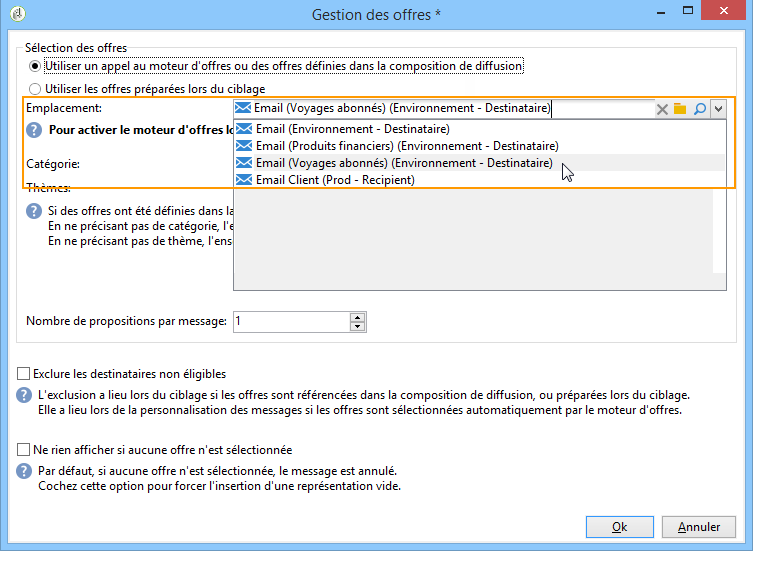 Gestion des offres *
Sélection des offres
Utiliser un appel au moteur d'offres ou des offres définies dans la composition de diffusion
Utiliser les offres préparées lors du ciblage
Emplacement: Email (Voyages abonnés) (Environnement - Destinataire)
Email (Environnement - Destinataire)
Pour activer le moteur d'offres lo
Email (Produits financiers) (Environnement - Destinataire)
Catégorie: Email (Voyages abonnés) (Environnement - Destinataire)
Email Client (Prod - Recipient)
Thèmes:
Si des offres ont été définies dans la
En ne précisant pas de catégorie, l'e
En ne précisant pas de thème, l'ens
Nombre de propositions par message: 1
Exclure les destinataires non éligibles
L'exclusion a lieu lors du ciblage si les offres sont référencées dans la composition de diffusion, ou préparées lors du ciblage.
Elle a lieu lors de la personnalisation des messages si les offres sont sélectionnées automatiquement par le moteur d'offres.
Ne rien afficher si aucune offre n'est sélectionnée
Par défaut, si aucune offre n'est sélectionnée, le message est annulé.
Cochez cette option pour forcer l'insertion d'une représentation vide.
Ok Annuler